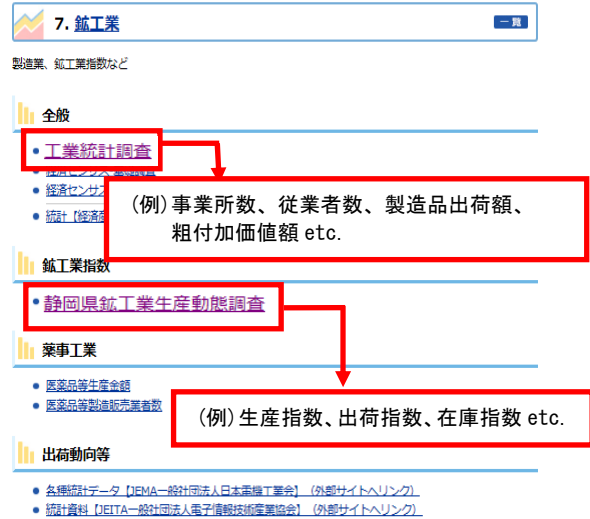 7. 鉱工業
一覧
製造業、鉱工業指数など
全般
工業統計調査
経済センサス
(例)事業所数、従業者数、製造品出荷額、
粗付加価値額 etc.
統計【経済
鉱工業指数
静岡県鉱工業生産動態調査
薬事工業
医薬品等生産金額
医薬品等製造販売業者数
(例)生産指数、出荷指数、在庫指数 etc.
出荷動向等
各種統計データ【JEMA一般社団法人日本電機工業会】（外部サイトへリンク）
統計資料【JEITA一般社団法人電子情報技術産業協会】（外部サイトへリンク）